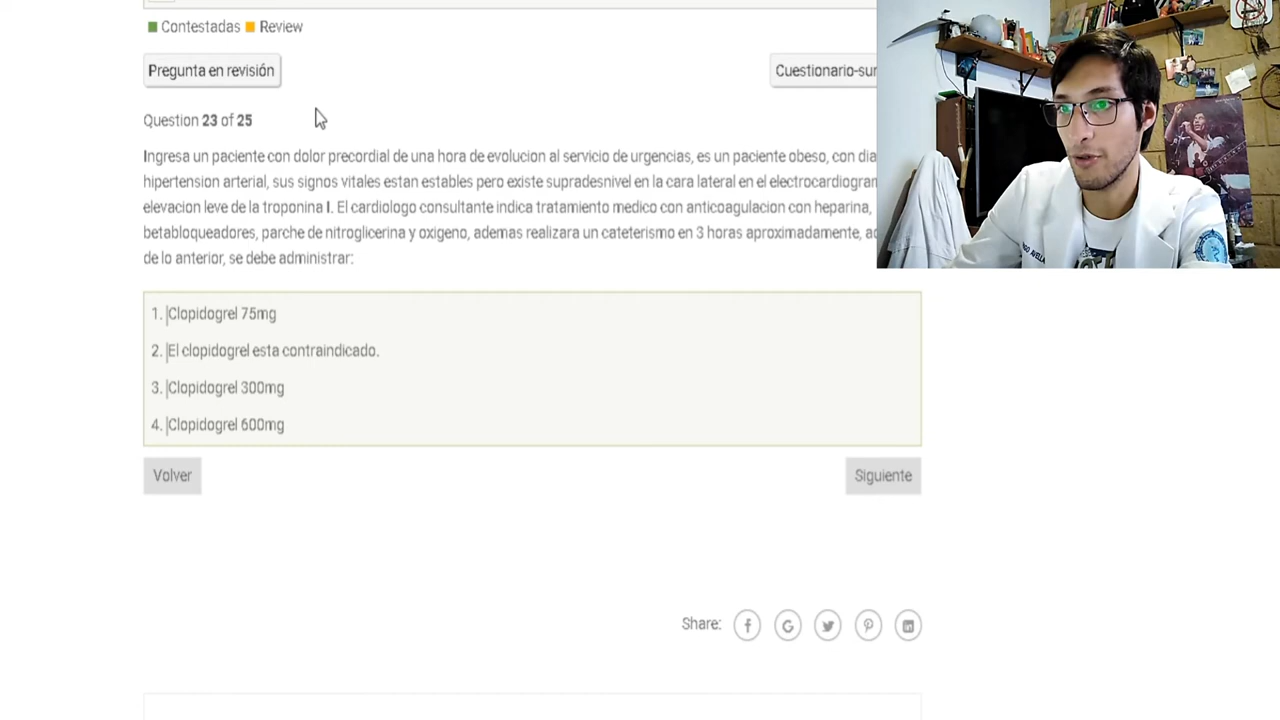 Contestadas Review
Pregunta en revisión
Question 23 of 25
Ingresa un paciente con dolor precordial de una hora de evolucion al servicio de urgencias, es un paciente obeso, con
hipertension arterial, sus signos vitales estan estables pero existe supradesnivel en la cara lateral en el
elevacion leve de la troponina I. El cardiologo consultante indica tratamiento medico con anticoagulacion con heparina,
betabloqueadores, parche de nitroglicerina y oxigeno, ademas realizara un cateterismo en 3 horas aproximadamente,
de lo anterior, se debe administrar:
1. Clopidogrel 75mg
2. El clopidogrel esta contraindicado.
3. Clopidogrel 300mg
4. Clopidogrel 600mg
Volver
Siguiente
Share: